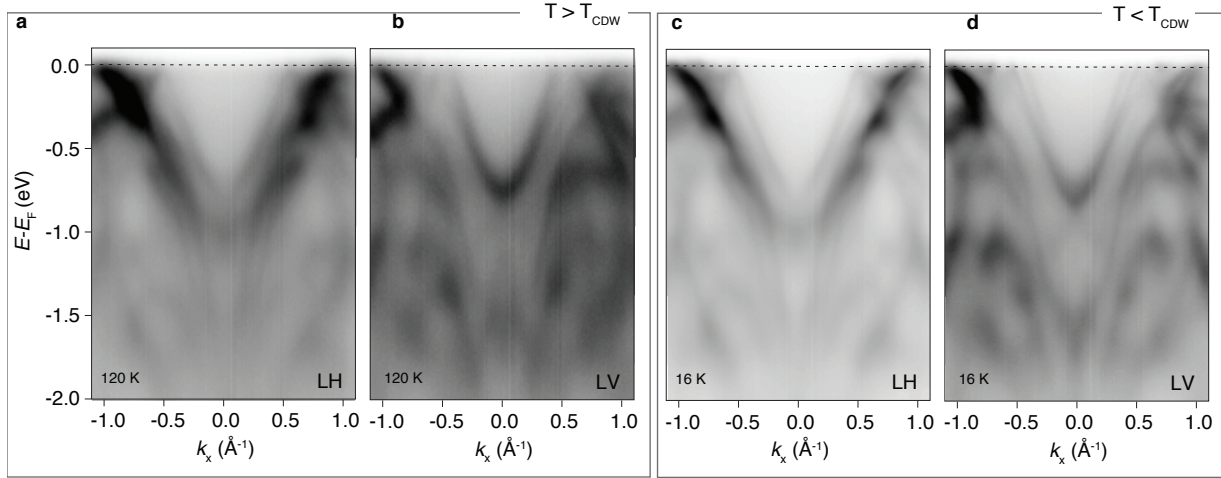 T > TCDW
T < TCDW
a
b
c
d
0.0
-0.5
-1.0
-1.5
-2.0
E-EF (eV)
120 K
LH
120 K
LV
16 K
LH
16 K
LV
-1.0 -0.5 0.0 0.5 1.0
-1.0 -0.5 0.0 0.5 1.0
-1.0 -0.5 0.0 0.5 1.0
-1.0 -0.5 0.0 0.5 1.0
kx (Å-1)
kx (Å-1)
kx (Å-1)
kx (Å-1)